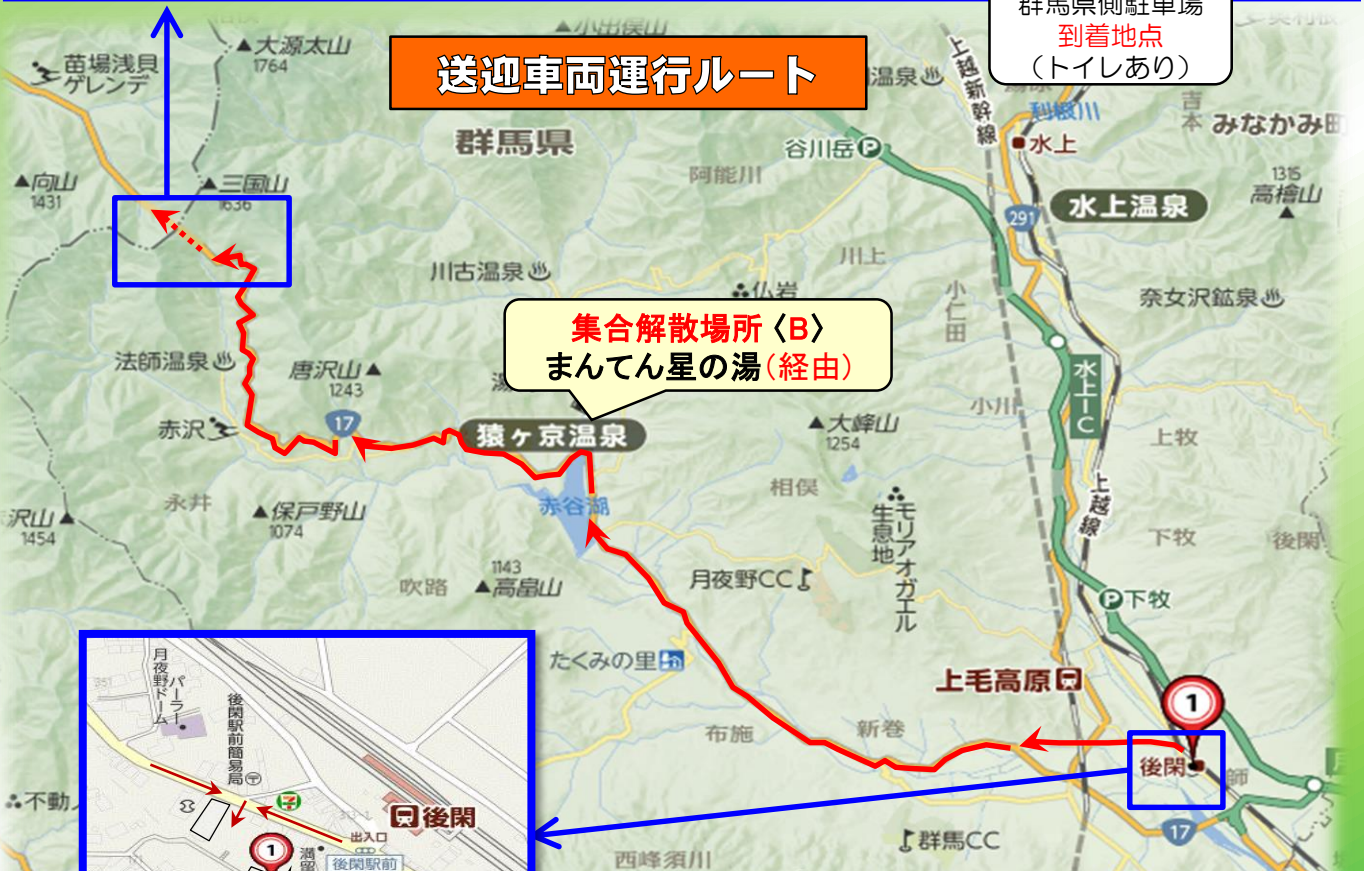 群馬県側駐車場
到着地点
（トイレあり）
送迎車両運行ルート
▲大源太山
1764
▲小出俣山
苗場浅貝
ゲレンデ
温泉
上越新幹線
利根川
水上
吉本
みなかみ町
群馬県
谷川岳P
阿能川
▲向山
1431
▲三国山
1636
291
水上温泉
1315
高檜山
▲
川古温泉
川上
仏岩
小仁田
奈女沢鉱泉
集合解散場所〈B〉
まんてん星の湯（経由）
法師温泉
唐沢山▲
1243
水上IC
赤沢
17
猿ヶ京温泉
小川
▲大峰山
1254
上牧
永井
▲保戸野山
1074
赤谷湖
相俣
モリアオガエル
生息地
上越線
沢山▲
1454
下牧
後閑
吹路
1143
▲高畠山
月夜野CC
P下牧
たくみの里
上毛高原
1
布施
新巻
後閑
師
月
17
群馬CC
西峰須川
不動
月夜野ドーム
パーラー
後閑駅前簡易局
後閑
出入口
1
後閑駅前